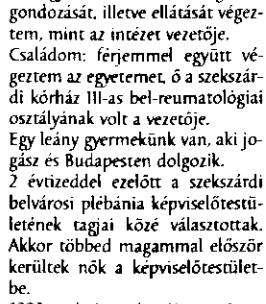 gondozását, illetve ellátását végez-
tem, mint az intézet vezetője.
Családom: férjemmel együtt vé-
geztem az egyetemet, ő a szekszár-
di kórház III-as bel-reumatológiai
osztályának volt a vezetője.
Egy leány gyermekünk van, aki jo-
gász és Budapesten dolgozik.
2 évtizeddel ezelőtt a szekszárdi
belvárosi plébánia képviselőtestü-
letének tagjai közé választottak.
Akkor többed magammal először
kerültek nők a képviselőtestület-
be.